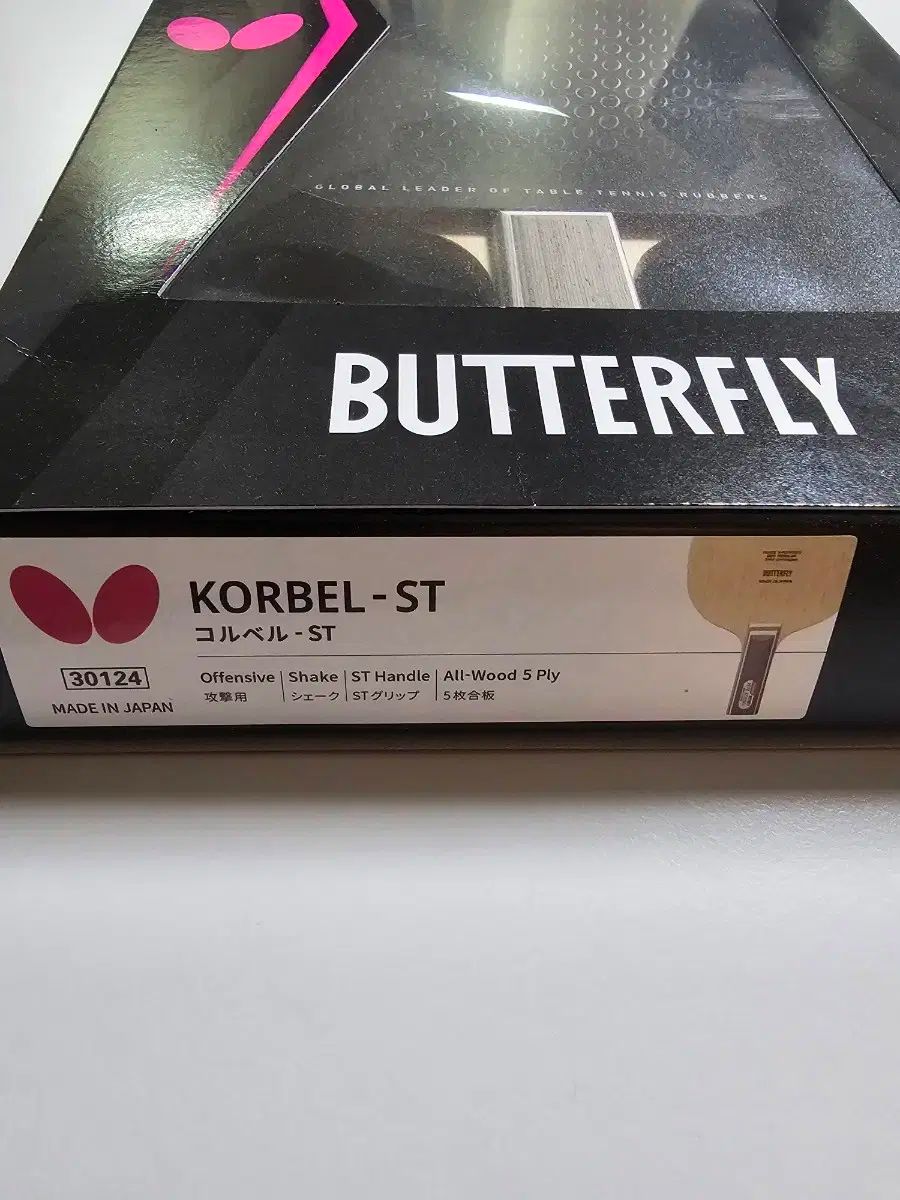 GLOBAL LEADER OF TABLE TENNIS RUBBERS
BUTTERFLY
KORBEL-ST
コルベル-ST
30124
MADE IN JAPAN
Offensive Shake ST Handle All-Wood 5 Ply
攻撃用 シェーク STグリップ 5枚合板
BUTTERFLY